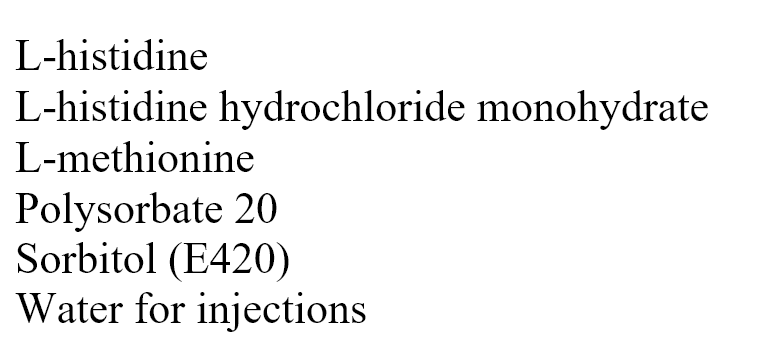 L-histidine
L-histidine hydrochloride monohydrate
L-methionine
Polysorbate 20
Sorbitol (E420)
Water for injections